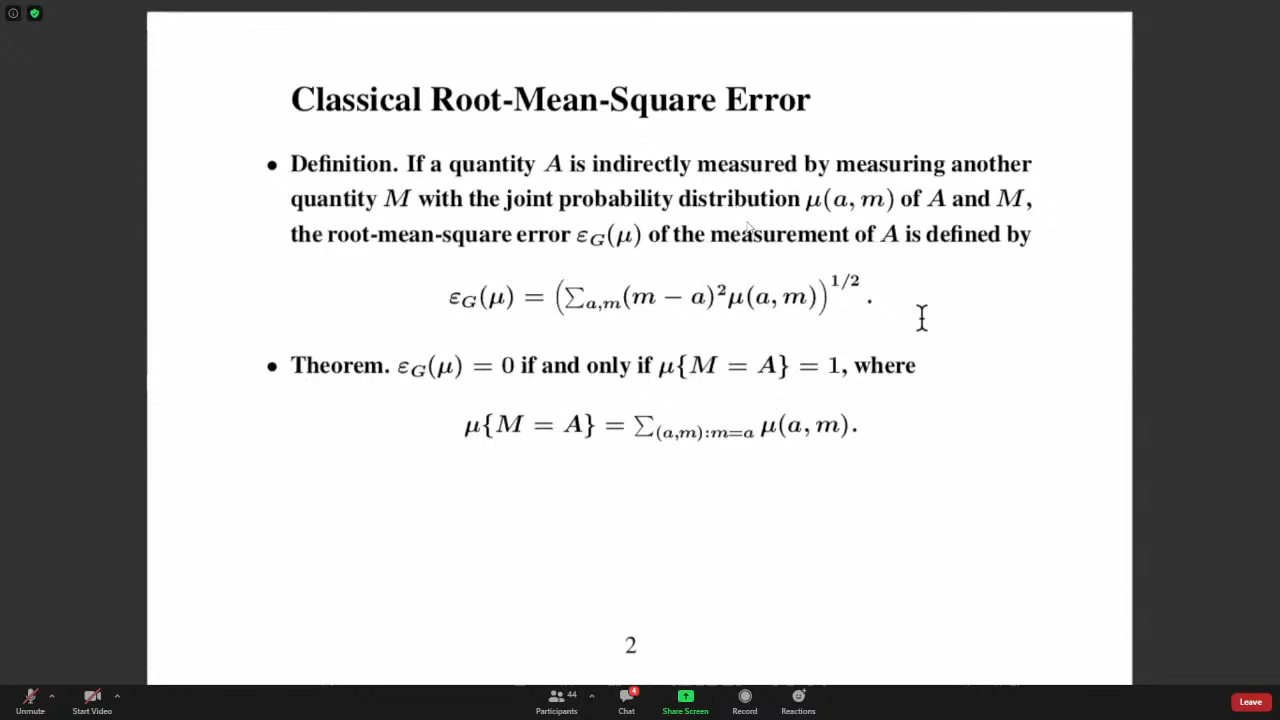 Classical Root-Mean-Square Error
• Definition. If a quantity A is indirectly measured by measuring another
quantity M with the joint probability distribution μ(a, m) of A and M,
the root-mean-square error ε_G(μ) of the measurement of A is defined by
ε_G(μ) = (∑_{a,m}(m − a)²μ(a, m))^{1/2}.
• Theorem. ε_G(μ) = 0 if and only if μ{M = A} = 1, where
μ{M = A} = ∑_{(a,m):m=a} μ(a, m).
2
Unmute
Start Video
44
Participants
4
Chat
Share Screen
Record
Reactions
Leave